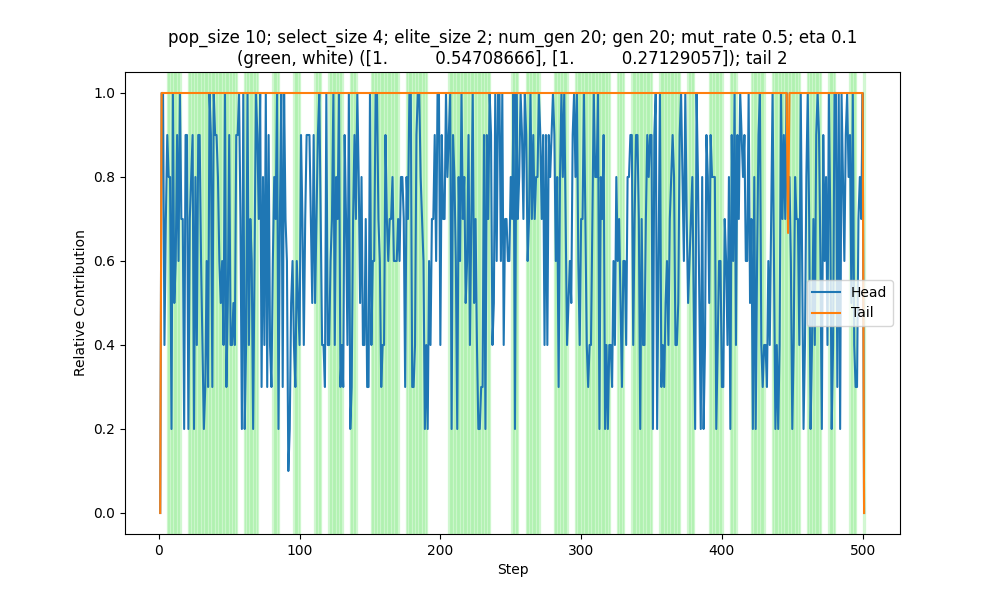 pop_size 10; select_size 4; elite_size 2; num_gen 20; gen 20; mut_rate 0.5; eta 0.1
(green, white) ([1. 0.54708666], [1. 0.27129057]); tail 2
1.0
0.8
0.6
0.4
0.2
0.0
Relative Contribution
Head
Tail
0 100 200 300 400 500
Step